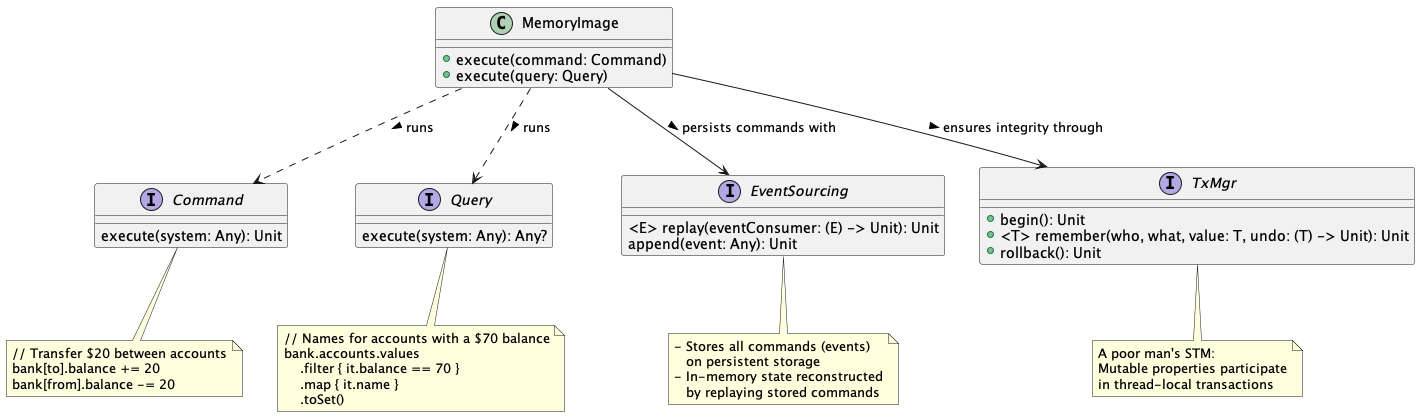 C MemoryImage
execute(command: Command)
execute(query: Query)
runs
runs
persists commands with
ensures integrity through
I Command
execute(system: Any): Unit
I Query
execute(system: Any): Any?
I EventSourcing
<E> replay(eventConsumer: (E) -> Unit): Unit
append(event: Any): Unit
I TxMgr
begin(): Unit
<T> remember(who, what, value: T, undo: (T) -> Unit): Unit
rollback(): Unit
// Transfer $20 between accounts
bank[to].balance += 20
bank[from].balance -= 20
// Names for accounts with a $70 balance
bank.accounts.values
.filter { it.balance == 70 }
.map { it.name }
.toSet()
- Stores all commands (events)
on persistent storage
- In-memory state reconstructed
by replaying stored commands
A poor man's STM:
Mutable properties participate
in thread-local transactions